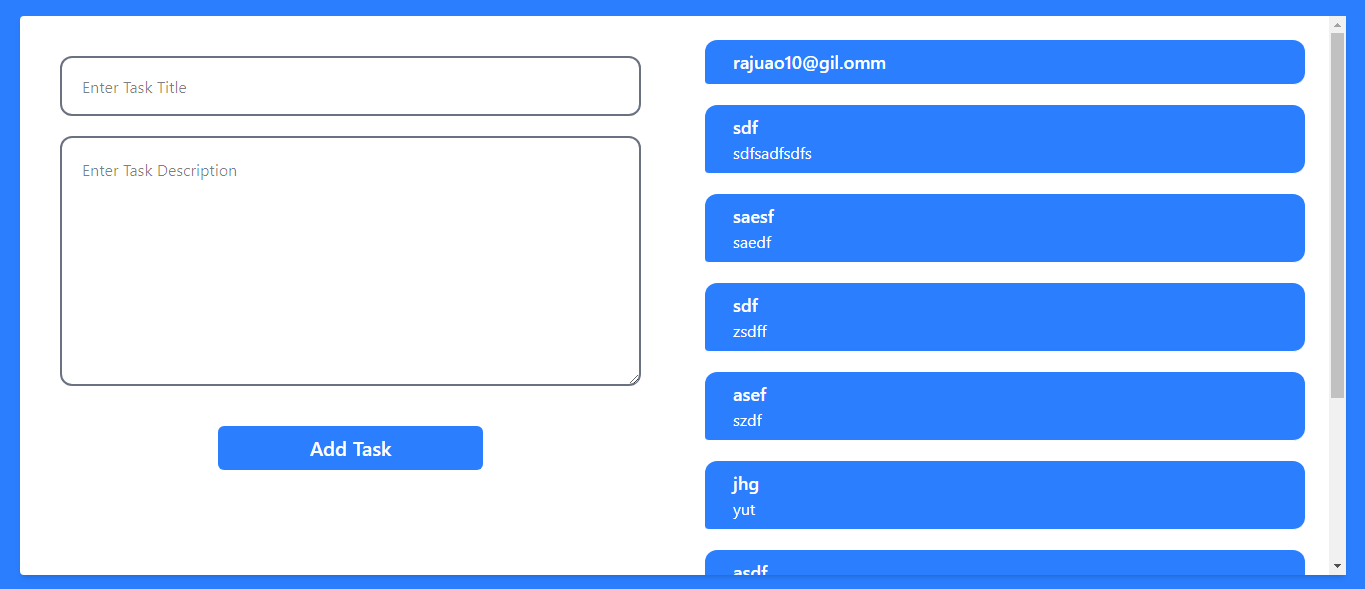 Enter Task Title
Enter Task Description
Add Task
rajuao10@gil.omm
sdf
sdfsadfsdfs
saesf
saedf
sdf
zsdff
asef
szdf
jhg
yut
asdf